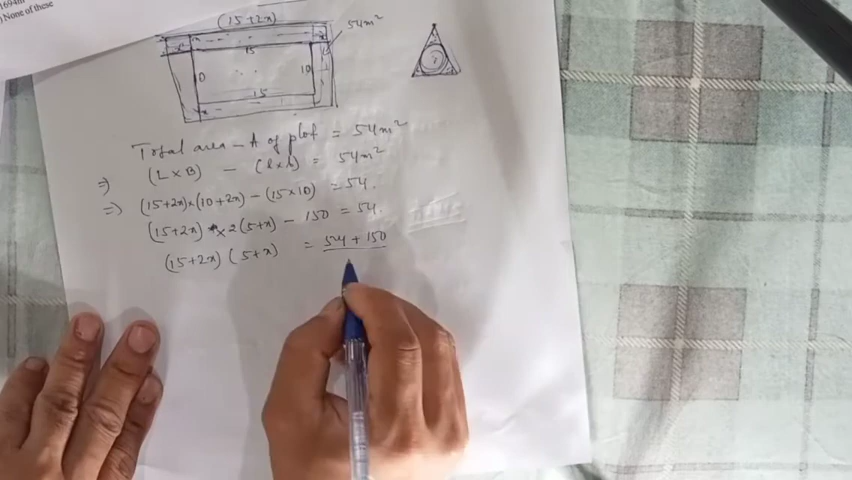 1694m
) None of these
(15+2x)
54m²
x
x
15
10
10
15
x
Total area - A of plot = 54m²
⇒ (L×B) - (l×b) = 54m²
⇒ (15+2x)×(10+2x) - (15×10) = 54.
(15+2x) × 2(5+x) - 150 = 54.
(15+2x) (5+x) = 54 + 150